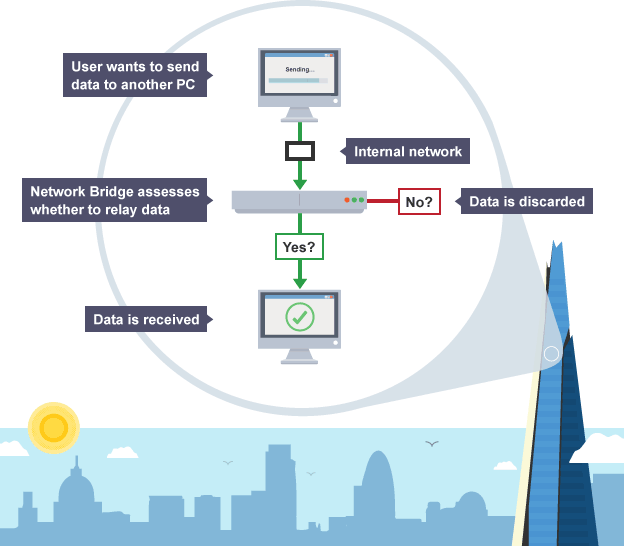 User wants to send
data to another PC
Sending...
Internal network
Network Bridge assesses
whether to relay data
No?
Data is discarded
Yes?
Data is received